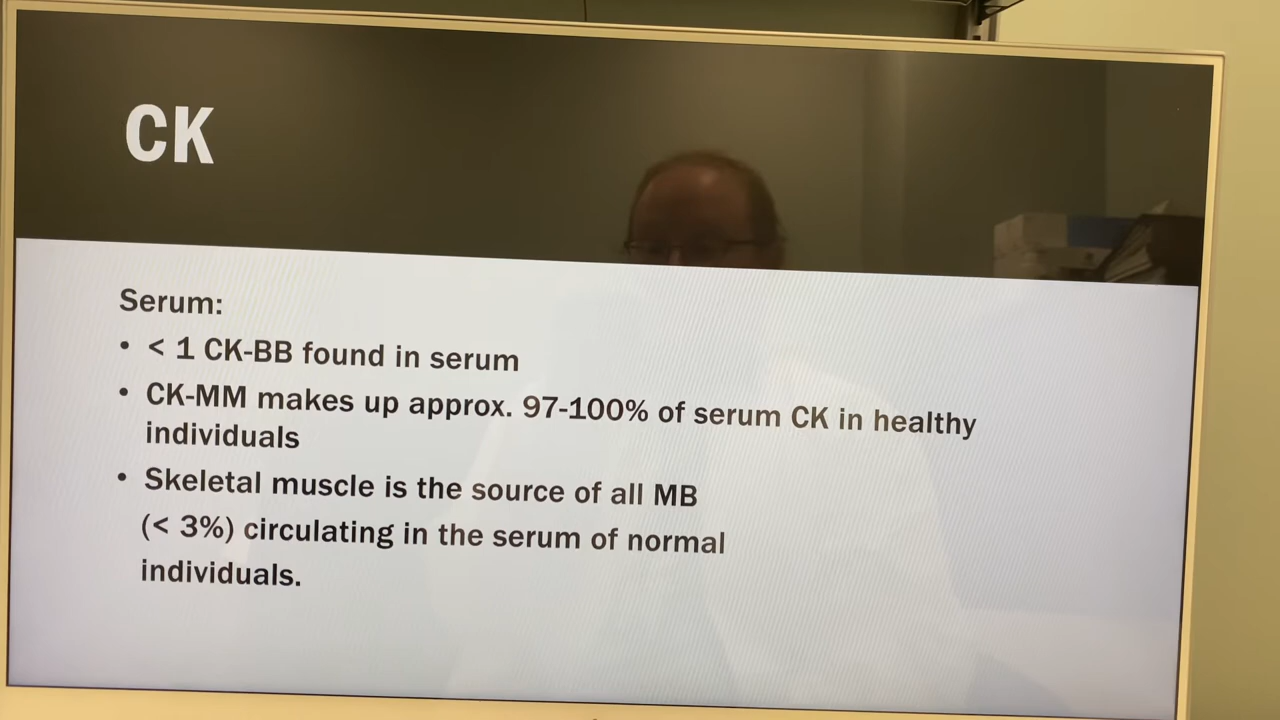 CK
Serum:
• < 1 CK-BB found in serum
• CK-MM makes up approx. 97-100% of serum CK in healthy
individuals
• Skeletal muscle is the source of all MB
(< 3%) circulating in the serum of normal
individuals.